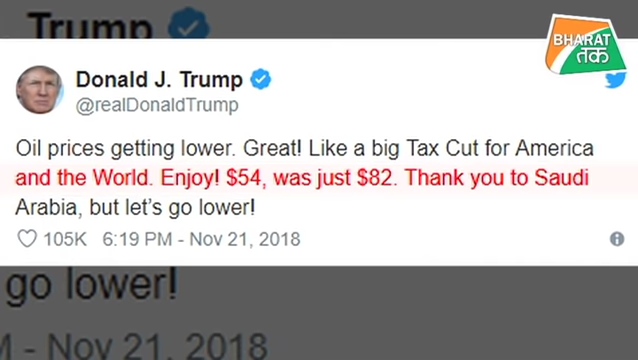 Trump
BHARAT
तक
Donald J. Trump
@realDonaldTrump
Oil prices getting lower. Great! Like a big Tax Cut for America
and the World. Enjoy! $54, was just $82. Thank you to Saudi
Arabia, but let's go lower!
105K 6:19 PM - Nov 21, 2018
go lower!
M - Nov 21, 2018